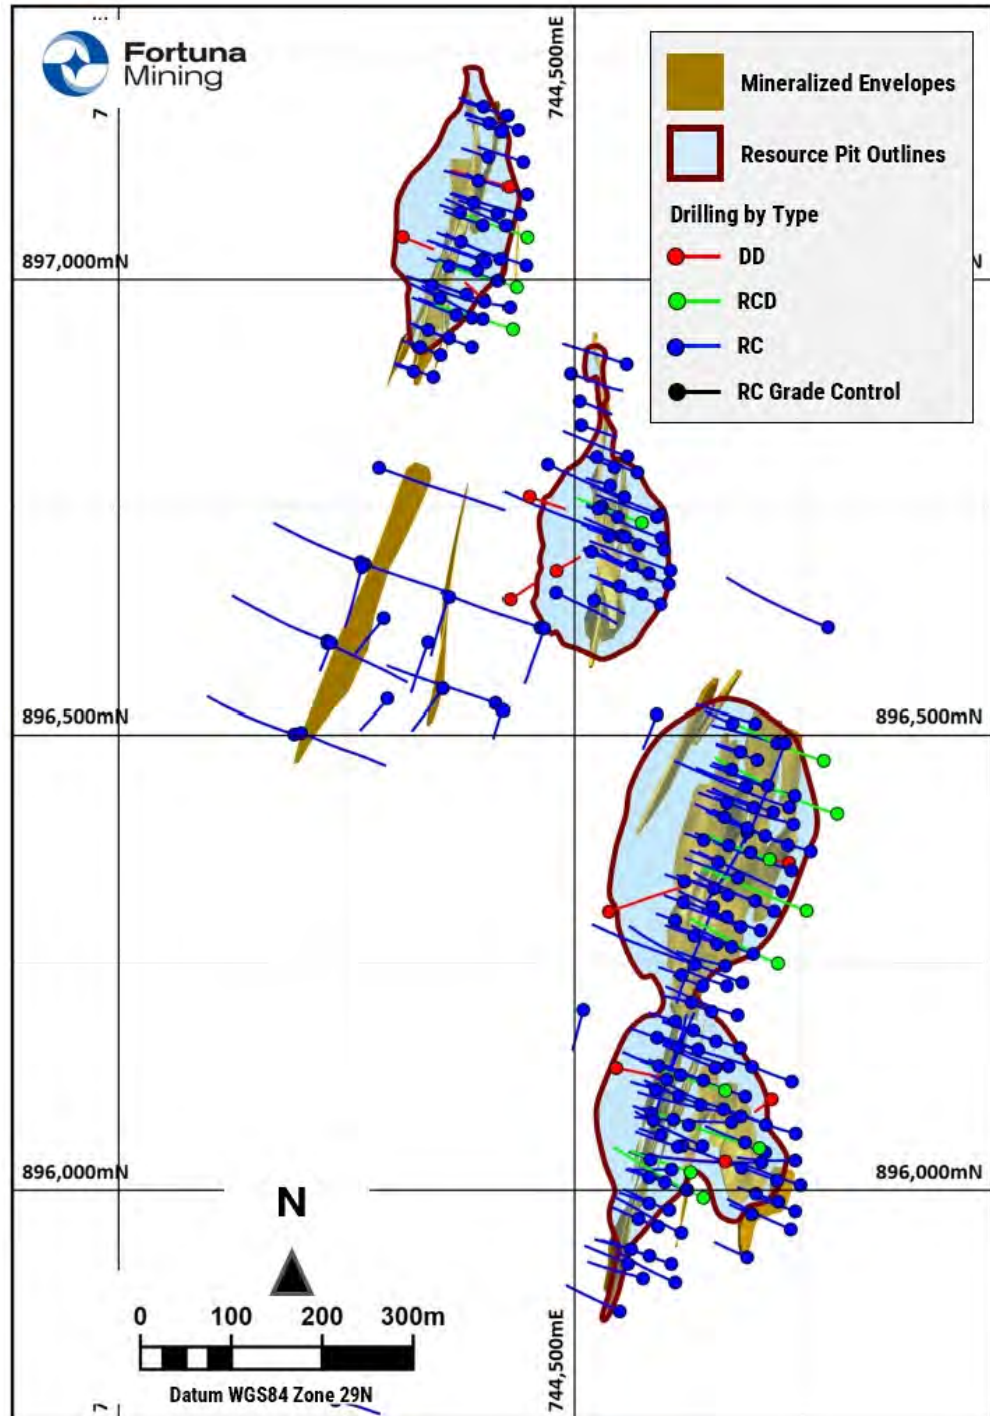 ...
Fortuna
Mining
7
744,500mE
Mineralized Envelopes
Resource Pit Outlines
Drilling by Type
DD
RCD
RC
RC Grade Control
897,000mN
N
896,500mN
896,500mN
896,000mN
896,000mN
N
0 100 200 300m
Datum WGS84 Zone 29N
744,500mE
7